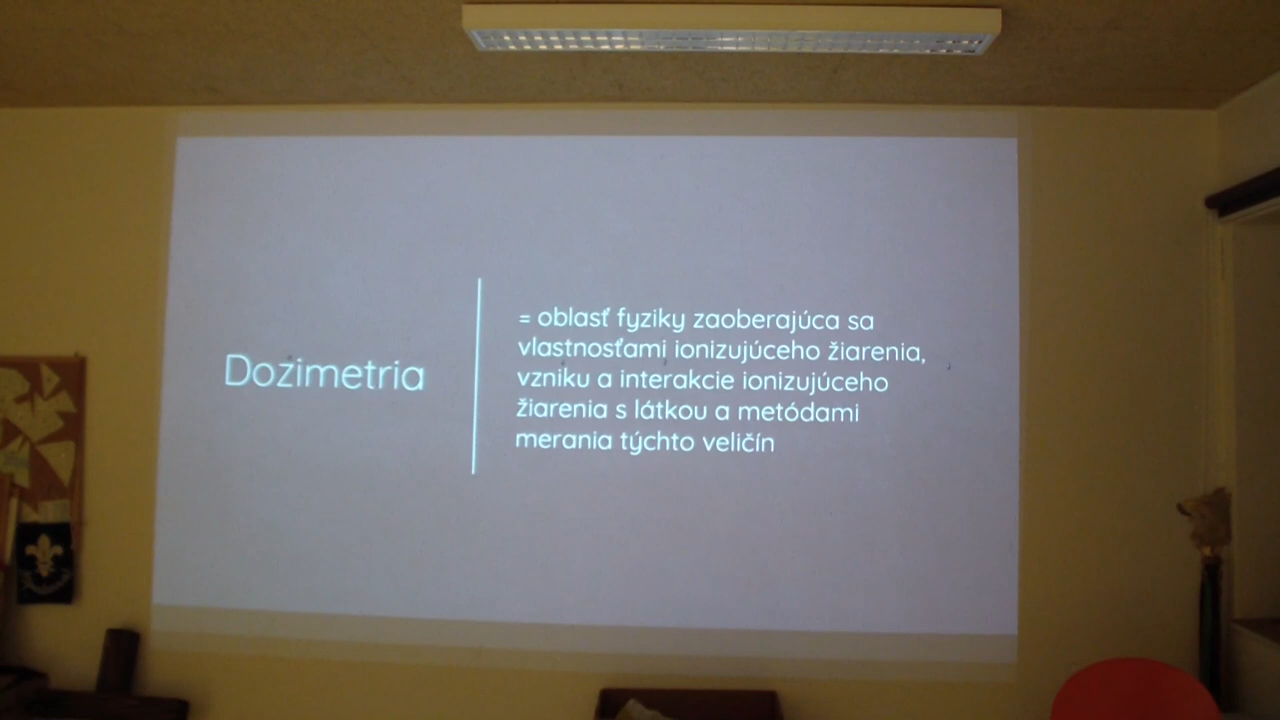 Dozimetria
= oblasť fyziky zaoberajúca sa
vlastnosťami ionizujúceho žiarenia,
vzniku a interakcie ionizujúceho
žiarenia s látkou a metódami
merania týchto veličín